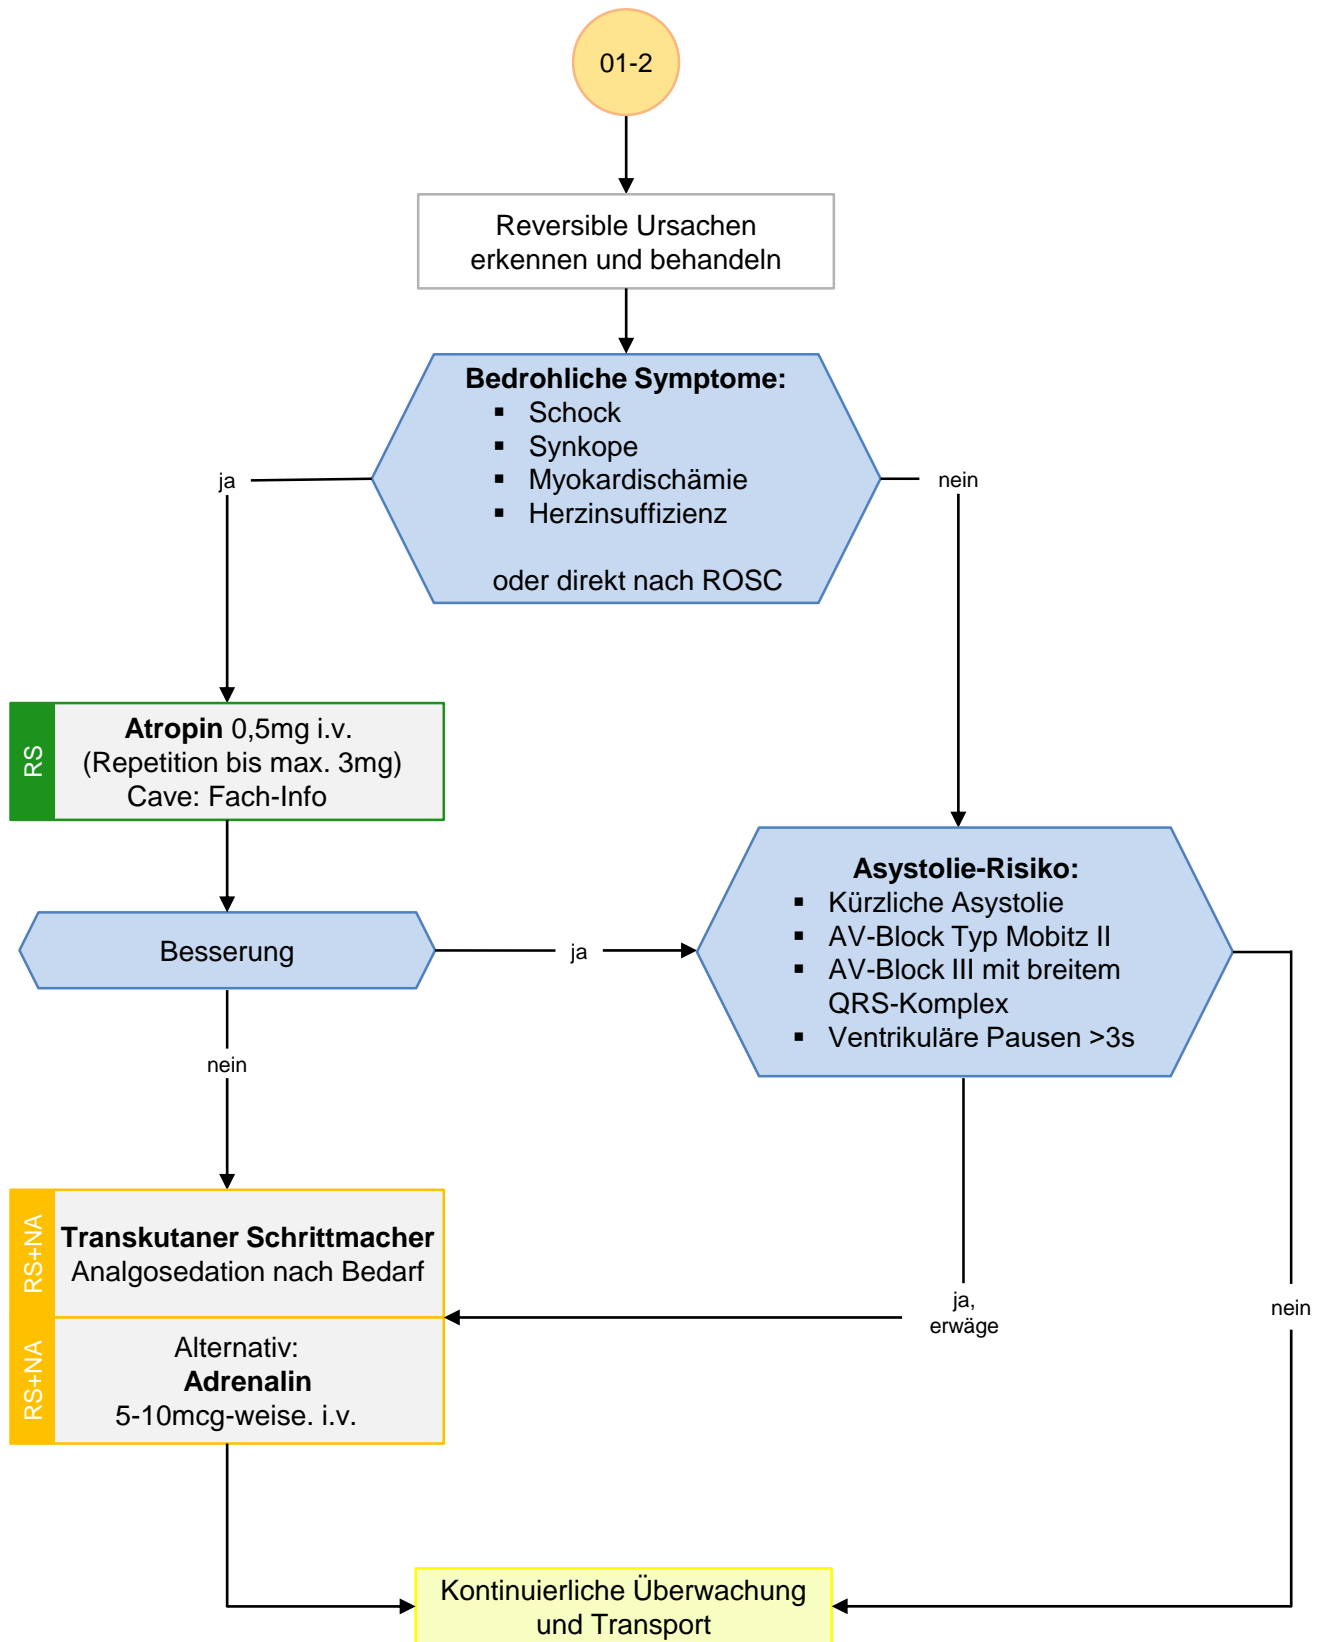 01-2
Reversible Ursachen
erkennen und behandeln
Bedrohliche Symptome:
▪ Schock
▪ Synkope
▪ Myokardischämie
▪ Herzinsuffizienz
oder direkt nach ROSC
ja
nein
RS
Atropin 0,5mg i.v.
(Repetition bis max. 3mg)
Cave: Fach-Info
Asystolie-Risiko:
▪ Kürzliche Asystolie
▪ AV-Block Typ Mobitz II
▪ AV-Block III mit breitem
QRS-Komplex
▪ Ventrikuläre Pausen >3s
Besserung
ja
nein
RS+NA
Transkutaner Schrittmacher
Analgosedation nach Bedarf
ja,
erwäge
nein
RS+NA
Alternativ:
Adrenalin
5-10mcg-weise. i.v.
Kontinuierliche Überwachung
und Transport